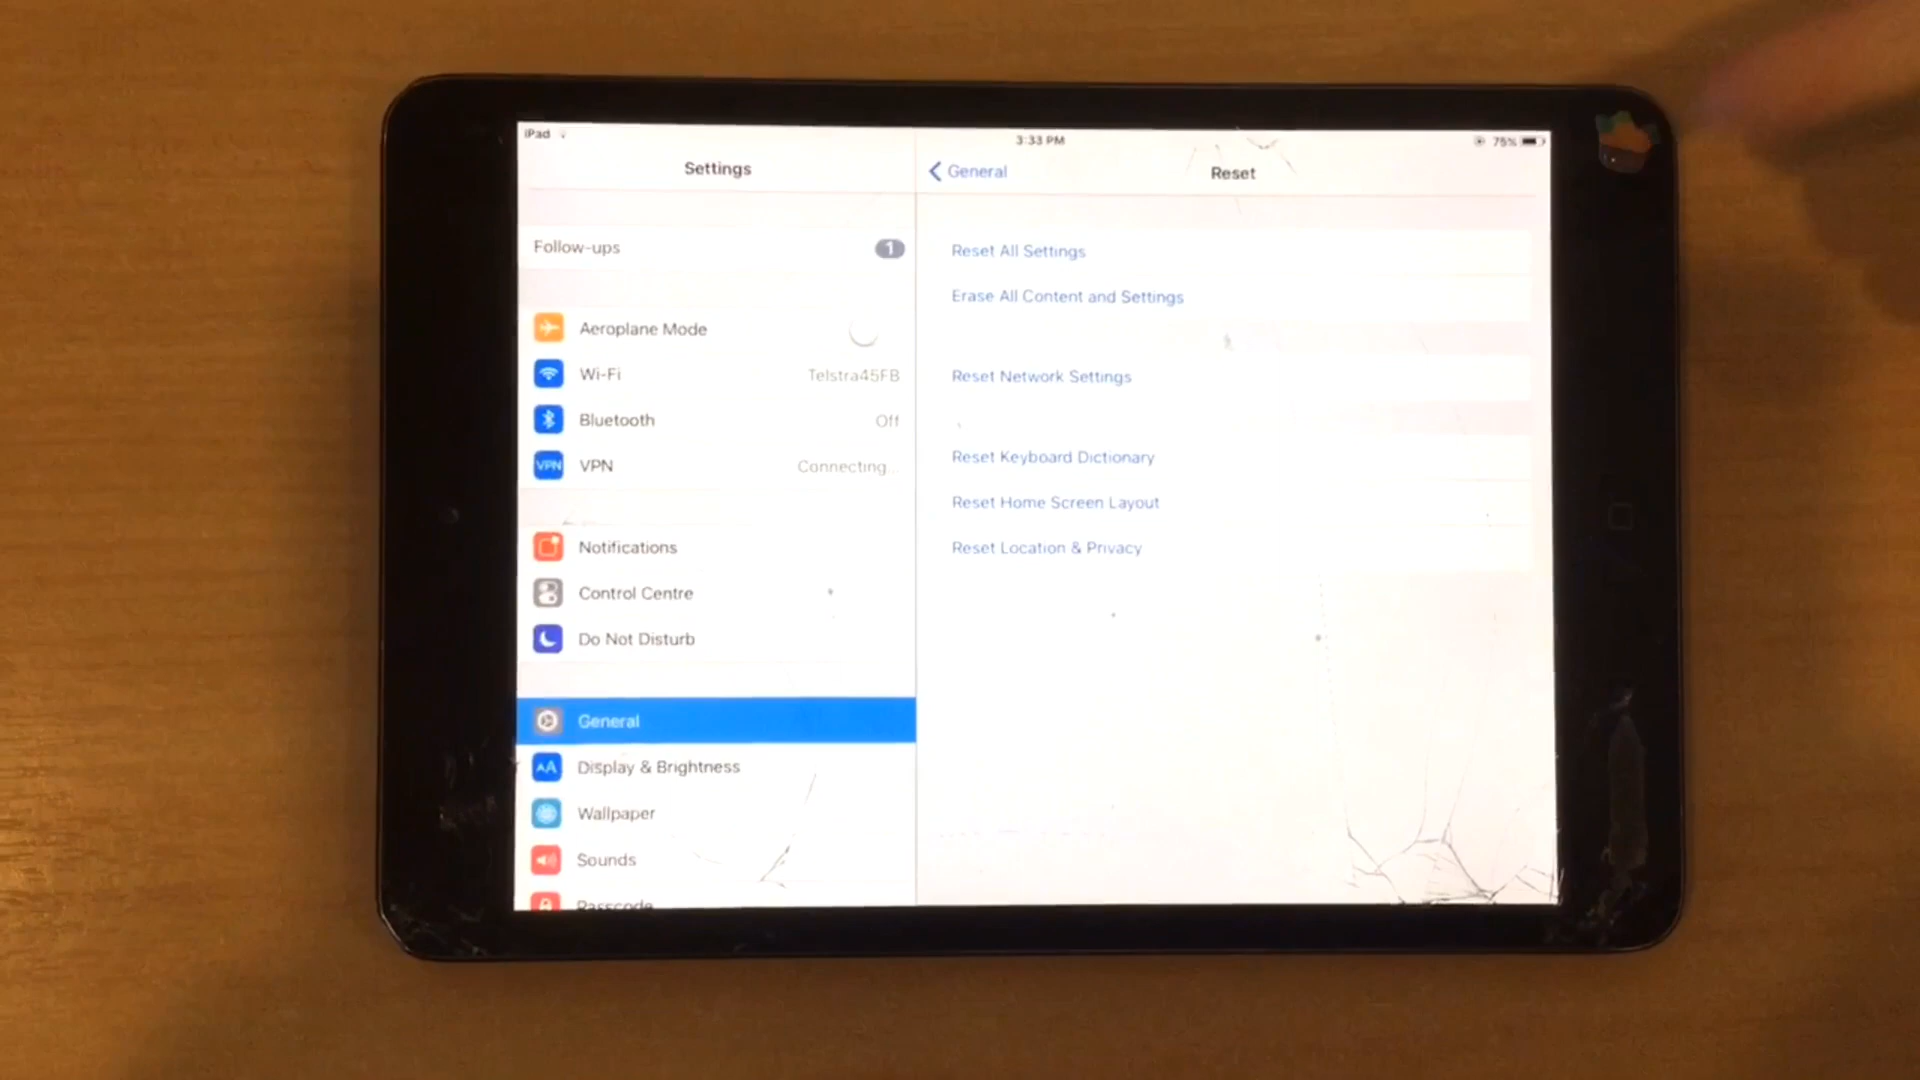 iPad
3:33 PM
75%
Settings
General
Reset
Follow-ups
1
Aeroplane Mode
Wi-Fi
Telstra45FB
Bluetooth
Off
VPN
VPN
Connecting...
Notifications
Control Centre
Do Not Disturb
General
AA
Display & Brightness
Wallpaper
Sounds
Passcode
Reset All Settings
Erase All Content and Settings
Reset Network Settings
Reset Keyboard Dictionary
Reset Home Screen Layout
Reset Location & Privacy